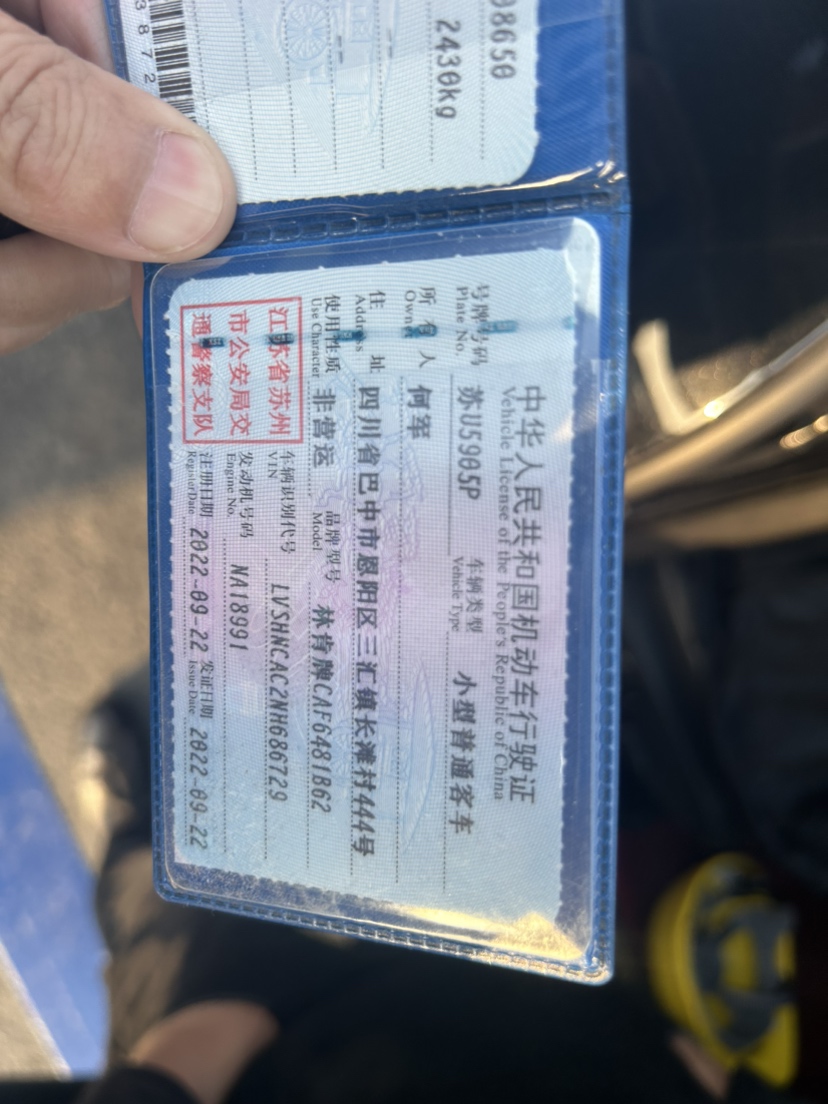 08650
2430kg
3872
中华人民共和国机动车行驶证
Vehicle License of the People's Republic of China
号牌号码 苏U5905P 车辆类型 小型普通客车
Plate No. Vehicle Type
所有人 何军
Owner
住址 四川省巴中市恩阳区三汇镇长滩村444号
Address
使用性质 非营运 品牌型号 林肯牌CAF6481B62
Use Character Model
江苏省苏州
市公安局交
通警察支队
车辆识别代号 LVSHNCAC2NH686729
VIN
发动机号码 NA18991
Engine No.
注册日期 2022-09-22 发证日期 2022-09-22
Register Date Issue Date